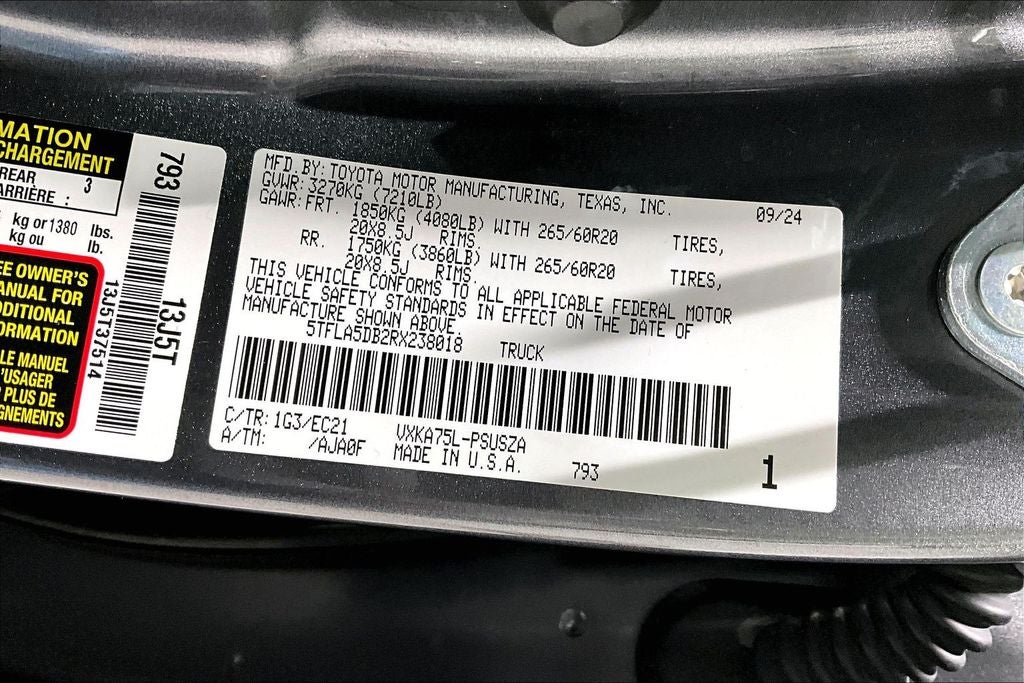 MATION
CHARGEMENT
REAR
ARRIÈRE : 3
kg or 1380 lbs.
kg ou lb.
EE OWNER'S
ANUAL FOR
DDITIONAL
ORMATION
LE MANUEL
'USAGER
PLUS DE
GNEMENTS
793
13J5T37514
13J5T
MFD. BY: TOYOTA MOTOR MANUFACTURING, TEXAS, INC. 09/24
GVWR: 3270KG (7210LB)
GAWR: FRT. 1850KG (4080LB) WITH 265/60R20 TIRES,
20X8.5J RIMS.
RR. 1750KG (3860LB) WITH 265/60R20 TIRES,
20X8.5J RIMS.
THIS VEHICLE CONFORMS TO ALL APPLICABLE FEDERAL MOTOR
VEHICLE SAFETY STANDARDS IN EFFECT ON THE DATE OF
MANUFACTURE SHOWN ABOVE.
5TFLA5DB2RX238018 TRUCK
C/TR: 1G3/EC21 VXKA75L-PSUSZA
A/TM: /AJA0F MADE IN U.S.A. 793
1